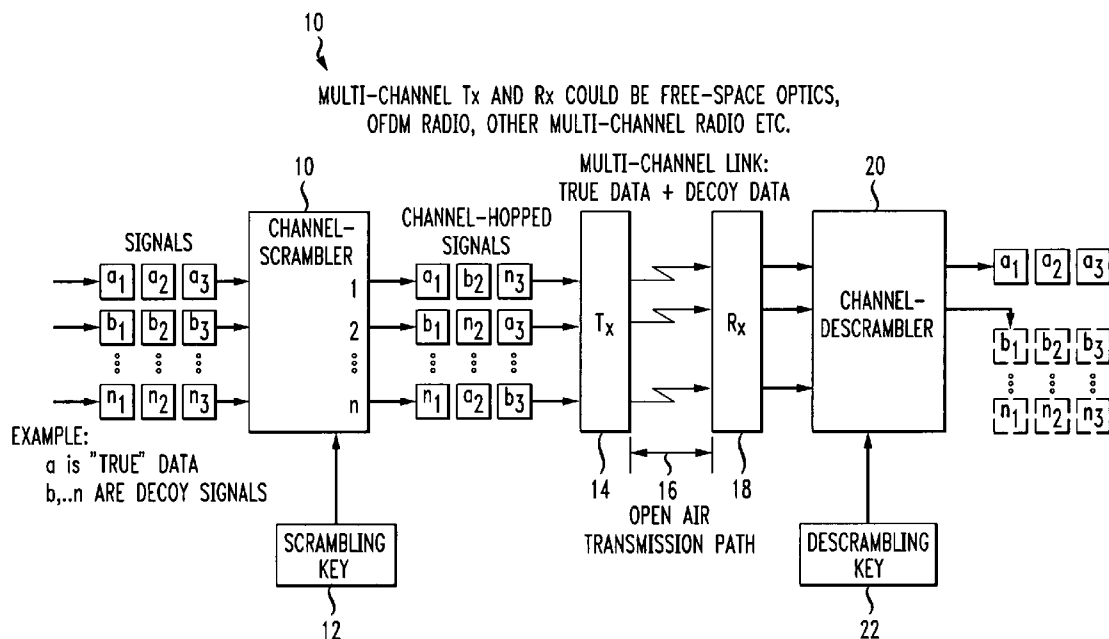 10
MULTI-CHANNEL Tx AND Rx COULD BE FREE-SPACE OPTICS,
OFDM RADIO, OTHER MULTI-CHANNEL RADIO ETC.
10
MULTI-CHANNEL LINK:
TRUE DATA + DECOY DATA
20
SIGNALS
CHANNEL-
SCRAMBLER
CHANNEL-HOPPED
SIGNALS
a1 a2 a3
1
a1 b2 n3
b1 b2 b3
2
b1 n2 a3
n1 n2 n3
n
n1 a2 b3
Tx
Rx
CHANNEL-
DESCRAMBLER
a1 a2 a3
b1 b2 b3
n1 n2 n3
EXAMPLE:
a is "TRUE" DATA
b,..n ARE DECOY SIGNALS
14
16
18
OPEN AIR
TRANSMISSION PATH
SCRAMBLING
KEY
12
DESCRAMBLING
KEY
22